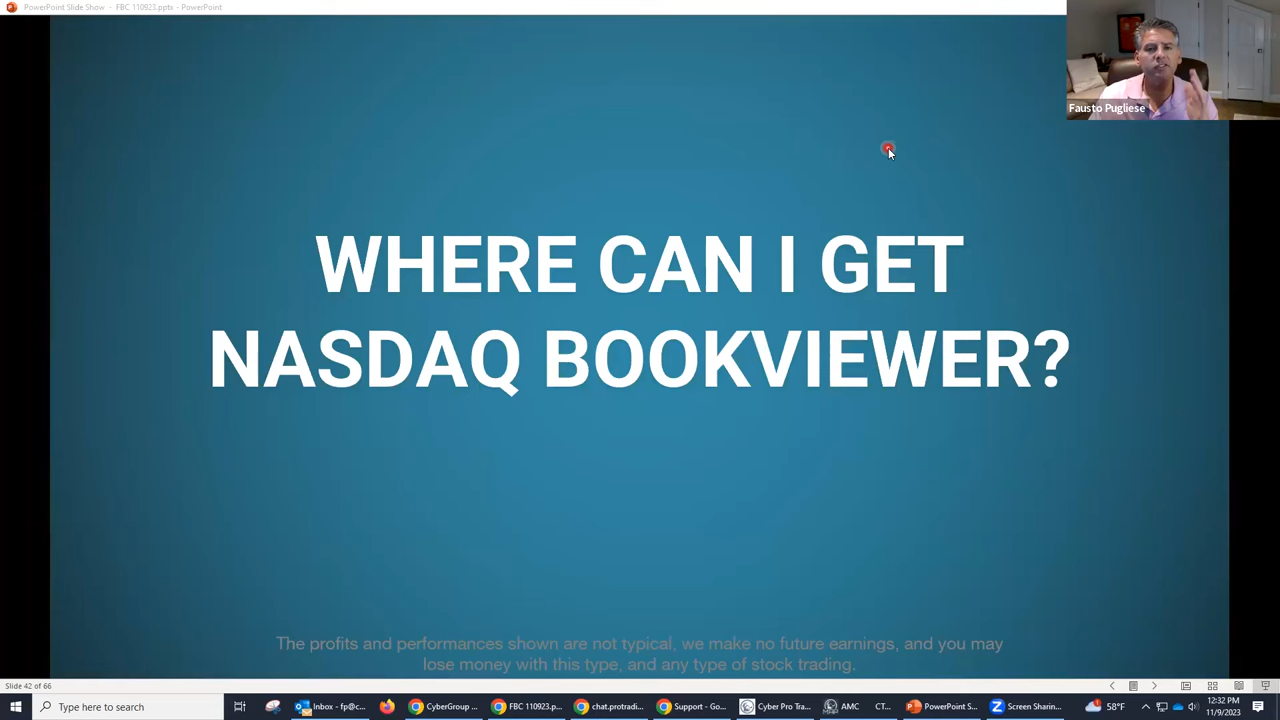 PowerPoint Slide Show - FBC 110923.pptx - PowerPoint
Fausto Pugliese
WHERE CAN I GET
NASDAQ BOOKVIEWER?
The profits and performances shown are not typical, we make no future earnings, and you may
lose money with this type, and any type of stock trading.
Slide 42 of 66
Type here to search
Inbox - fp@c...
CyberGroup ...
FBC 110923.p...
chat.protradi...
Support - Go...
Cyber Pro Tra...
AMC CT...
PowerPoint S...
Screen Sharin...
58°F
12:32 PM
11/9/2023